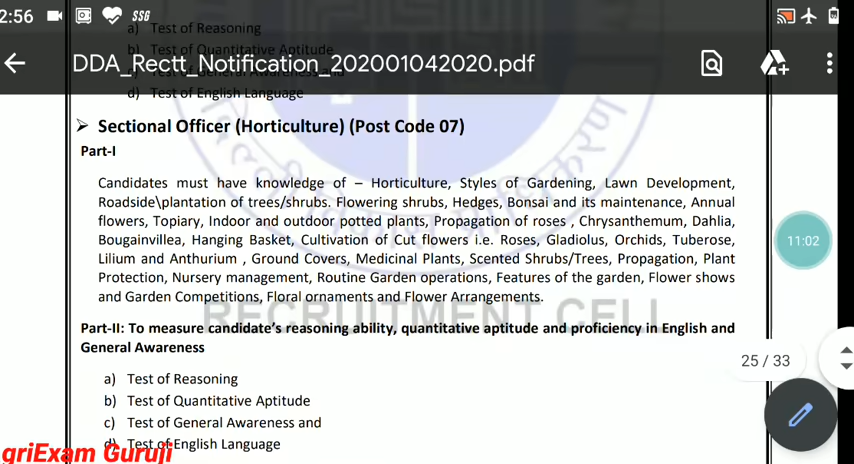 2:56 SSG
a) Test of Reasoning
b) Test of Quantitative Aptitude
DDA_Rectt_Notification_202001042020.pdf
d) Test of English Language
➢ Sectional Officer (Horticulture) (Post Code 07)
Part-I
Candidates must have knowledge of – Horticulture, Styles of Gardening, Lawn Development,
Roadside\plantation of trees/shrubs. Flowering shrubs, Hedges, Bonsai and its maintenance, Annual
flowers, Topiary, Indoor and outdoor potted plants, Propagation of roses , Chrysanthemum, Dahlia,
Bougainvillea, Hanging Basket, Cultivation of Cut flowers i.e. Roses, Gladiolus, Orchids, Tuberose,
11:02
Lilium and Anthurium , Ground Covers, Medicinal Plants, Scented Shrubs/Trees, Propagation, Plant
Protection, Nursery management, Routine Garden operations, Features of the garden, Flower shows
and Garden Competitions, Floral ornaments and Flower Arrangements.
RECRUITMENT CELL
Part-II: To measure candidate's reasoning ability, quantitative aptitude and proficiency in English and
General Awareness
25 / 33
a) Test of Reasoning
b) Test of Quantitative Aptitude
c) Test of General Awareness and
d) Test of English Language
griExam Guruji